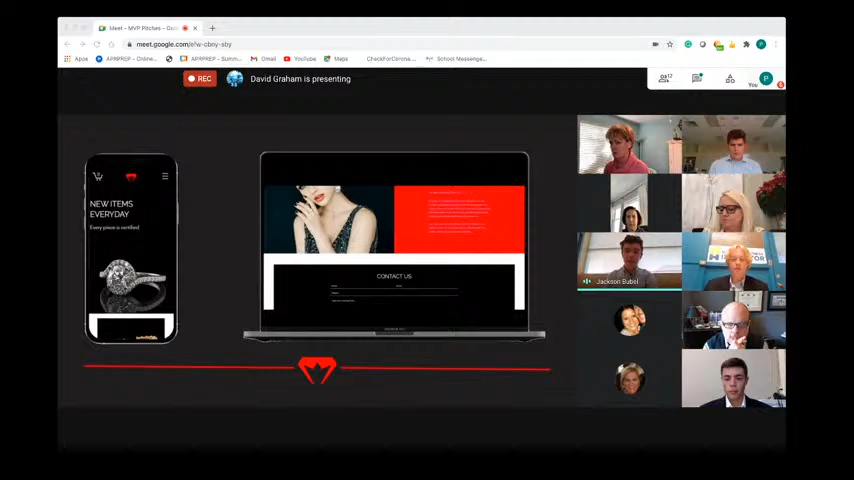 Meet – MVP Pitches – Goo
meet.google.com/efw-cbny-sby
Apps
APRPREP – Online...
APRPREP – Summ...
Gmail
YouTube
Maps
CheckForCorona....
School Messenge...
REC
David Graham is presenting
12
You
NEW ITEMS
EVERYDAY
Every piece is certified
CONTACT US
Jackson Bubel